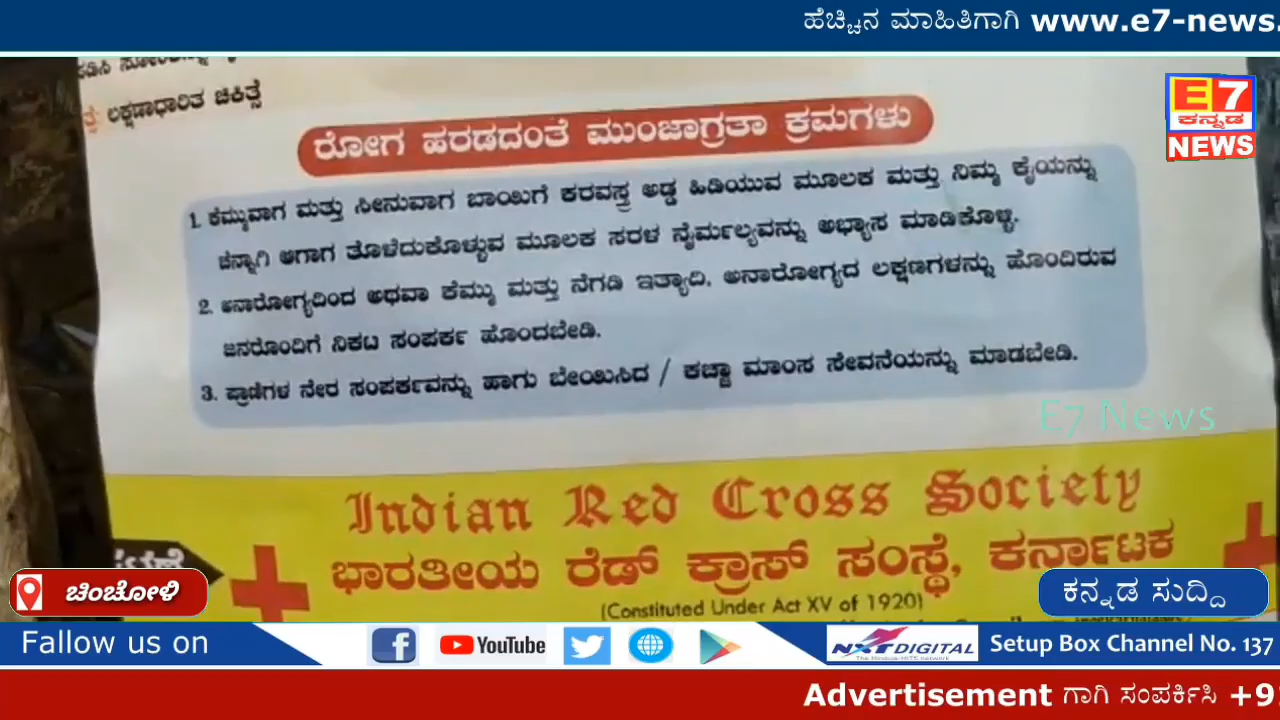 ಹೆಚ್ಚಿನ ಮಾಹಿತಿಗಾಗಿ www.e7-news.
ಲಕ್ಷಣಾಧಾರಿತ ಚಿಕಿತ್ಸೆ
E7
ಕನ್ನಡ
NEWS
ರೋಗ ಹರಡದಂತೆ ಮುಂಜಾಗ್ರತಾ ಕ್ರಮಗಳು
1. ಕೆಮ್ಮುವಾಗ ಮತ್ತು ಸೀನುವಾಗ ಬಾಯಿಗೆ ಕರವಸ್ತ್ರ ಅಡ್ಡ ಹಿಡಿಯುವ ಮೂಲಕ ಮತ್ತು ನಿಮ್ಮ ಕೈಯನ್ನು
ಚೆನ್ನಾಗಿ ಆಗಾಗ ತೊಳೆದುಕೊಳ್ಳುವ ಮೂಲಕ ಸರಳ ನೈರ್ಮಲ್ಯವನ್ನು ಅಭ್ಯಾಸ ಮಾಡಿಕೊಳ್ಳಿ.
2. ಅನಾರೋಗ್ಯದಿಂದ ಅಥವಾ ಕೆಮ್ಮು ಮತ್ತು ನೆಗಡಿ ಇತ್ಯಾದಿ, ಅನಾರೋಗ್ಯದ ಲಕ್ಷಣಗಳನ್ನು ಹೊಂದಿರುವ
ಜನರೊಂದಿಗೆ ನಿಕಟ ಸಂಪರ್ಕ ಹೊಂದಬೇಡಿ.
3. ಪ್ರಾಣಿಗಳ ನೇರ ಸಂಪರ್ಕವನ್ನು ಹಾಗು ಬೇಯಿಸಿದ / ಕಚ್ಚಾ ಮಾಂಸ ಸೇವನೆಯನ್ನು ಮಾಡಬೇಡಿ.
E7 News
Indian Red Cross Society
ಭಾರತೀಯ ರೆಡ್ ಕ್ರಾಸ್ ಸಂಸ್ಥೆ, ಕರ್ನಾಟಕ
(Constituted Under Act XV of 1920)
ಚಿಂಚೋಳಿ
ಕನ್ನಡ ಸುದ್ದಿ
Fallow us on
YouTube
NXT DIGITAL
The Hinduja-HITS network
Setup Box Channel No. 137
Advertisement ಗಾಗಿ ಸಂಪರ್ಕಿಸಿ +9